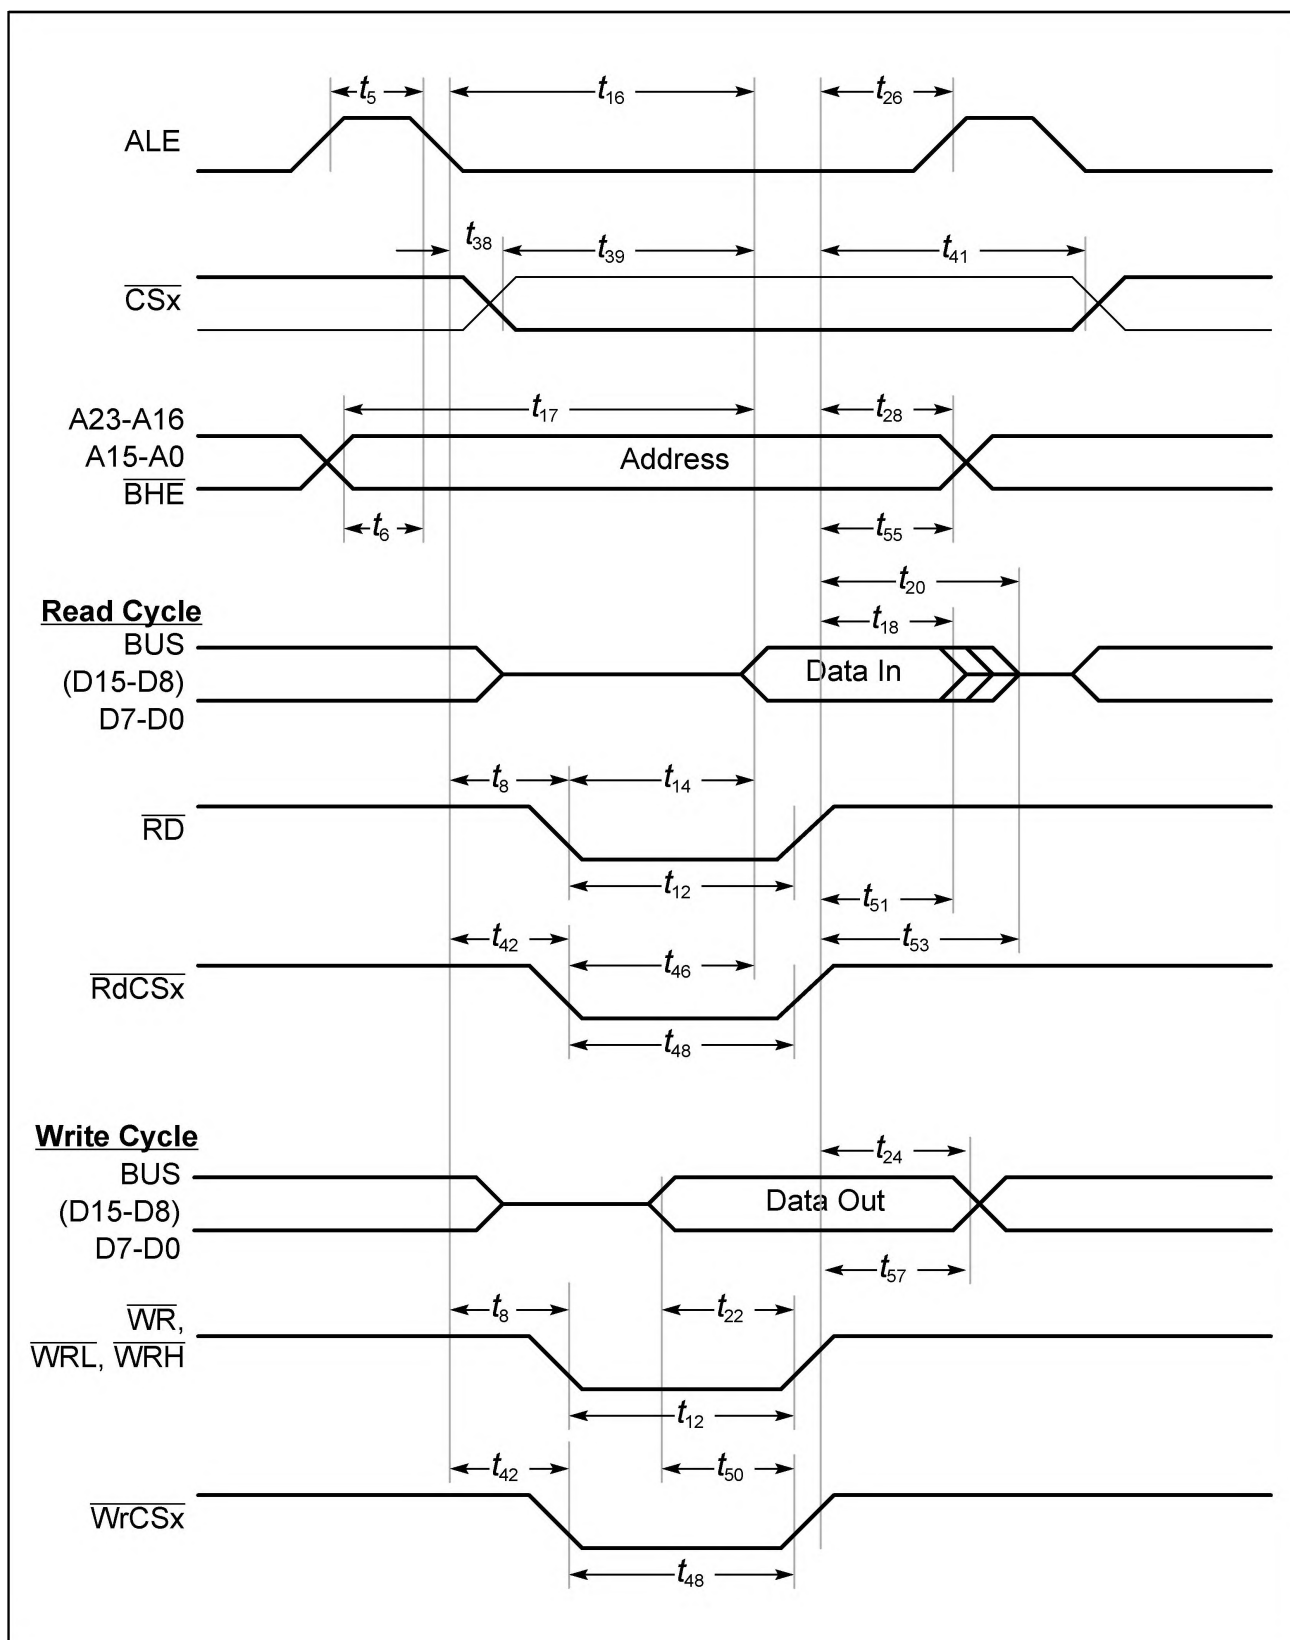 t5 t16 t26
ALE
t38 t39 t41
CSx
t17 t28
A23-A16
A15-A0
BHE
Address
t6 t55
t20
t18
Read Cycle
BUS
(D15-D8)
D7-D0
Data In
t8 t14
RD
t12 t51
t42 t53
t46
RdCSx
t48
Write Cycle
t24
BUS
(D15-D8)
D7-D0
Data Out
t57
t8 t22
WR,
WRL, WRH
t12
t42 t50
WrCSx
t48